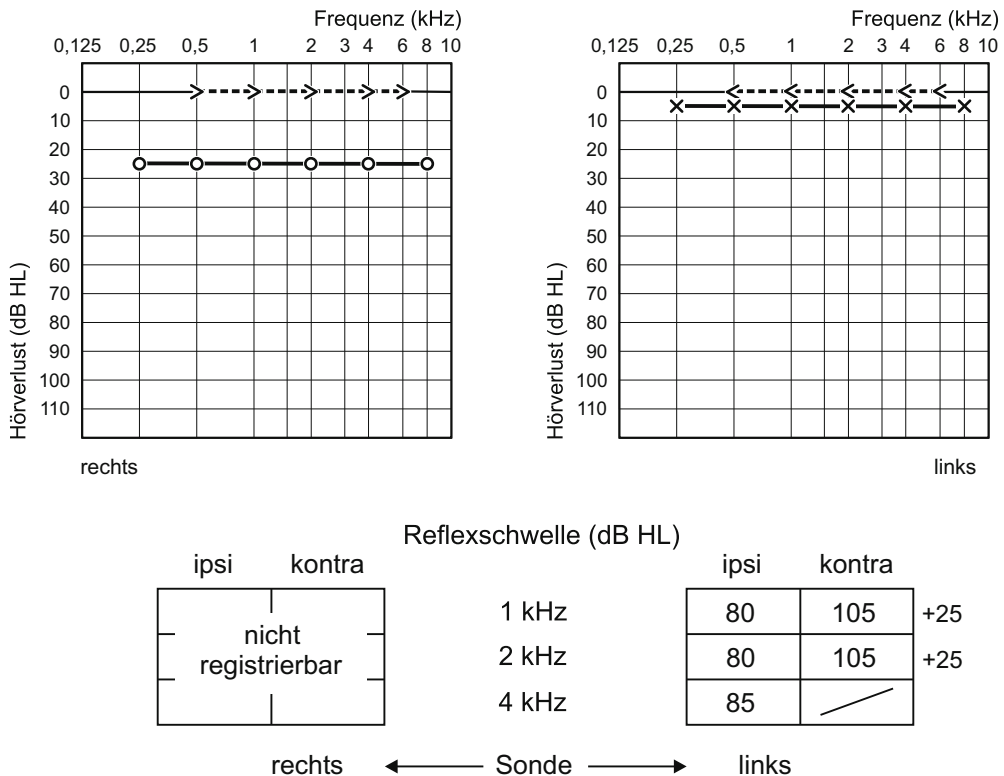 Frequenz (kHz)
0,125 0,25 0,5 1 2 3 4 6 8 10
0
10
20
30
40
50
60
70
80
90
100
110
Hörverlust (dB HL)
rechts
Frequenz (kHz)
0,125 0,25 0,5 1 2 3 4 6 8 10
0
10
20
30
40
50
60
70
80
90
100
110
Hörverlust (dB HL)
links
Reflexschwelle (dB HL)
ipsi kontra ipsi kontra
nicht
registrierbar
1 kHz 80 105 +25
2 kHz 80 105 +25
4 kHz 85
rechts Sonde links